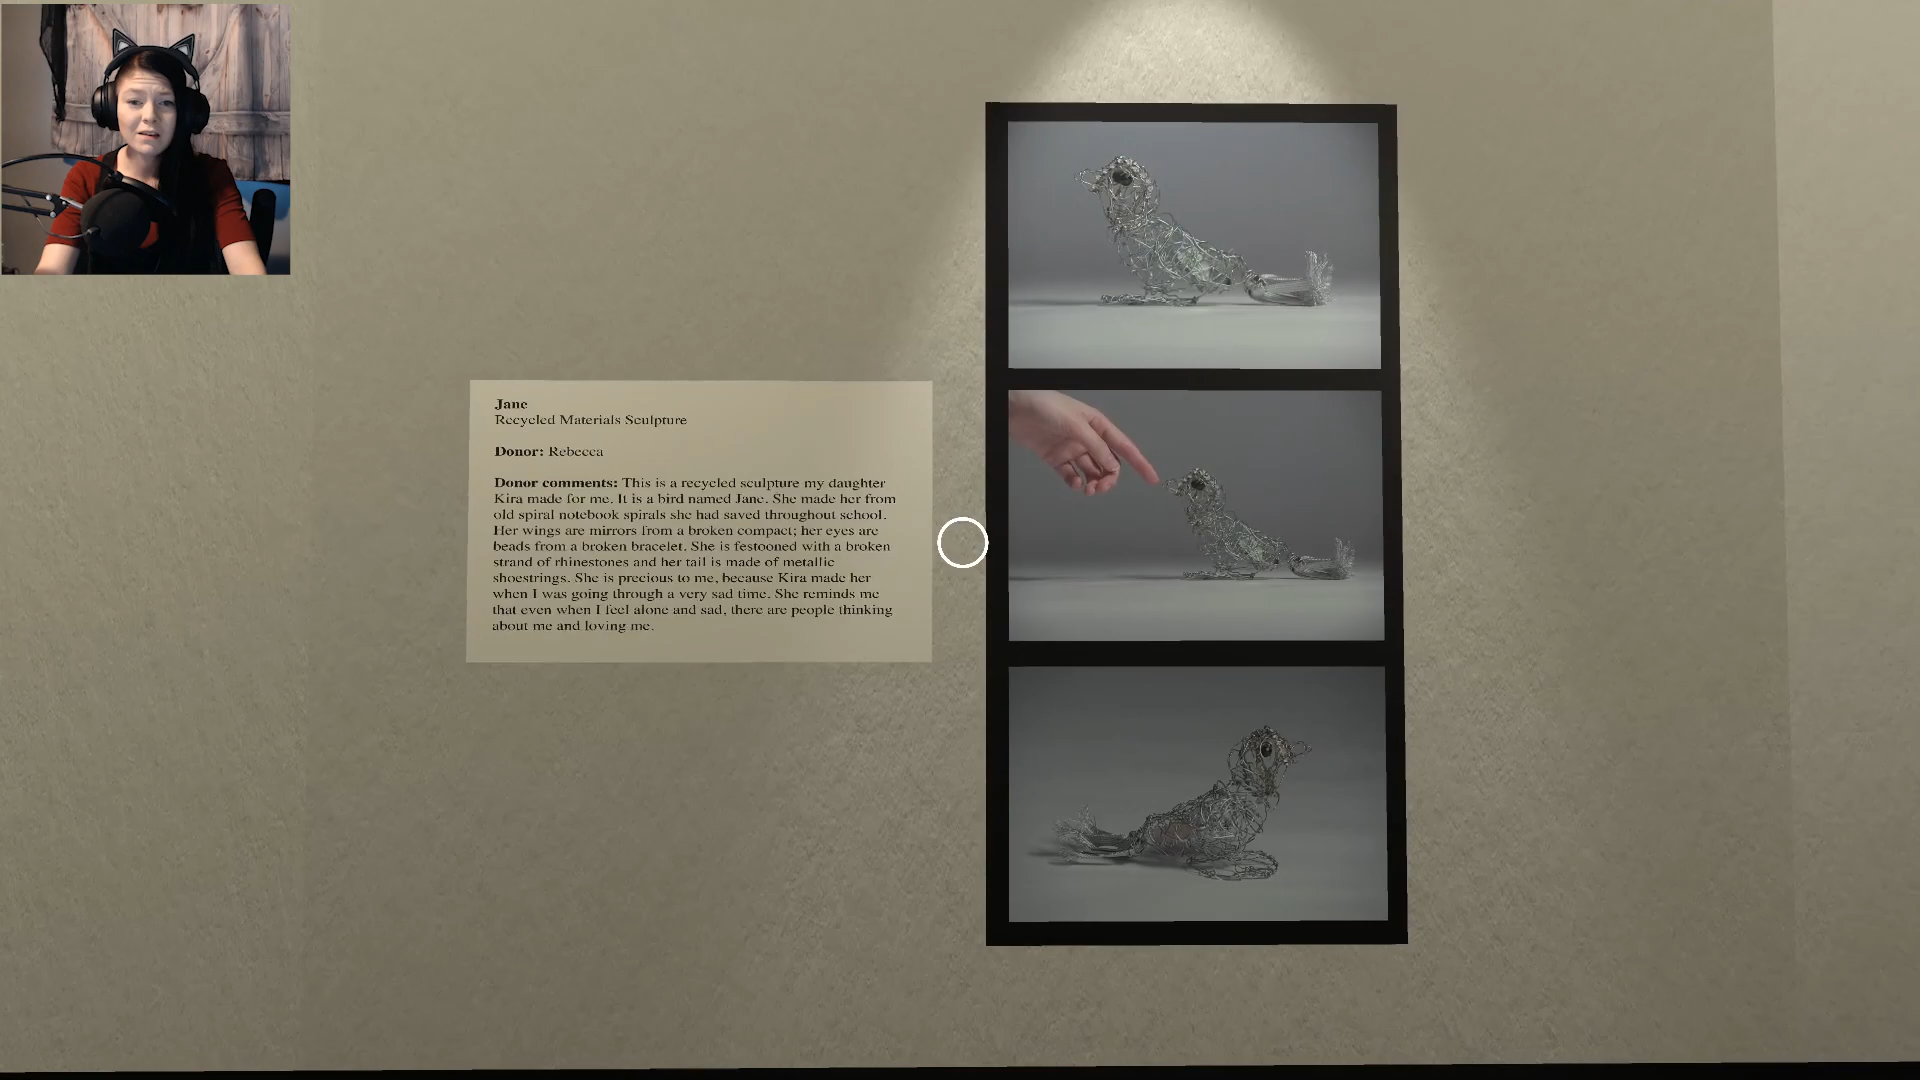 Jane
Recycled Materials Sculpture
Donor: Rebecca
Donor comments: This is a recycled sculpture my daughter
Kira made for me. It is a bird named Jane. She made her from
old spiral notebook spirals she had saved throughout school.
Her wings are mirrors from a broken compact; her eyes are
beads from a broken bracelet. She is festooned with a broken
strand of rhinestones and her tail is made of metallic
shoestrings. She is precious to me, because Kira made her
when I was going through a very sad time. She reminds me
that even when I feel alone and sad, there are people thinking
about me and loving me.